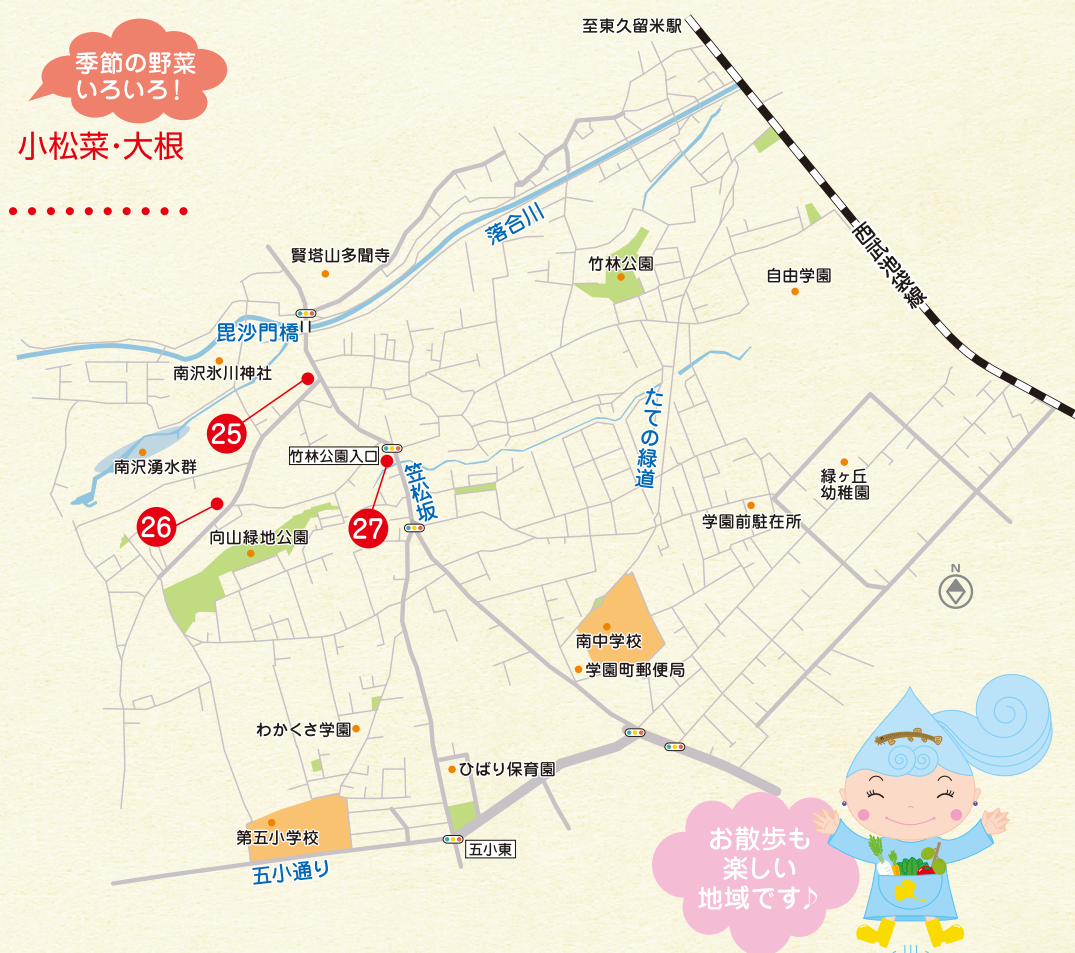 季節の野菜
いろいろ！
小松菜・大根
至東久留米駅
落合川
賢塔山多聞寺
竹林公園
自由学園
西武池袋線
毘沙門橋
南沢氷川神社
25
たての緑道
竹林公園入口
南沢湧水群
笠松坂
緑ヶ丘
幼稚園
26
27
学園前駐在所
向山緑地公園
N
南中学校
学園町郵便局
わかくさ学園
ひばり保育園
第五小学校
五小東
五小通り
お散歩も
楽しい
地域です♪